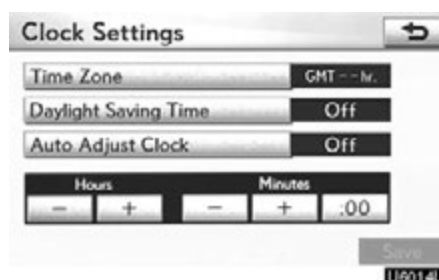 Clock Settings
Time Zone GMT - - hr.
Daylight Saving Time Off
Auto Adjust Clock Off
Hours Minutes
- + - + :00
Save